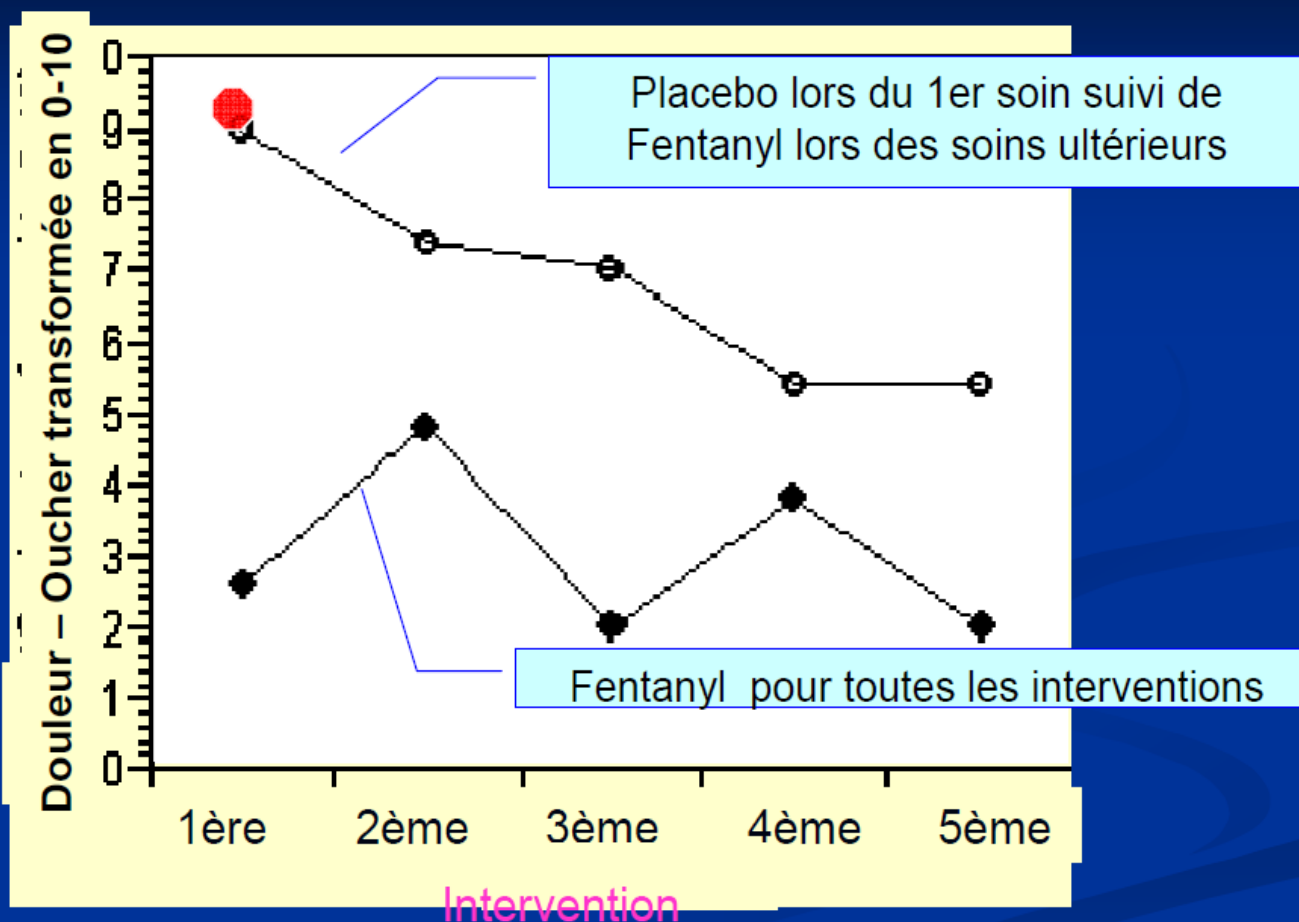 Douleur – Oucher transformée en 0-10
0
9
8
7
6
5
4
3
2
1
0
Placebo lors du 1er soin suivi de
Fentanyl lors des soins ultérieurs
Fentanyl pour toutes les interventions
1ère 2ème 3ème 4ème 5ème
Intervention